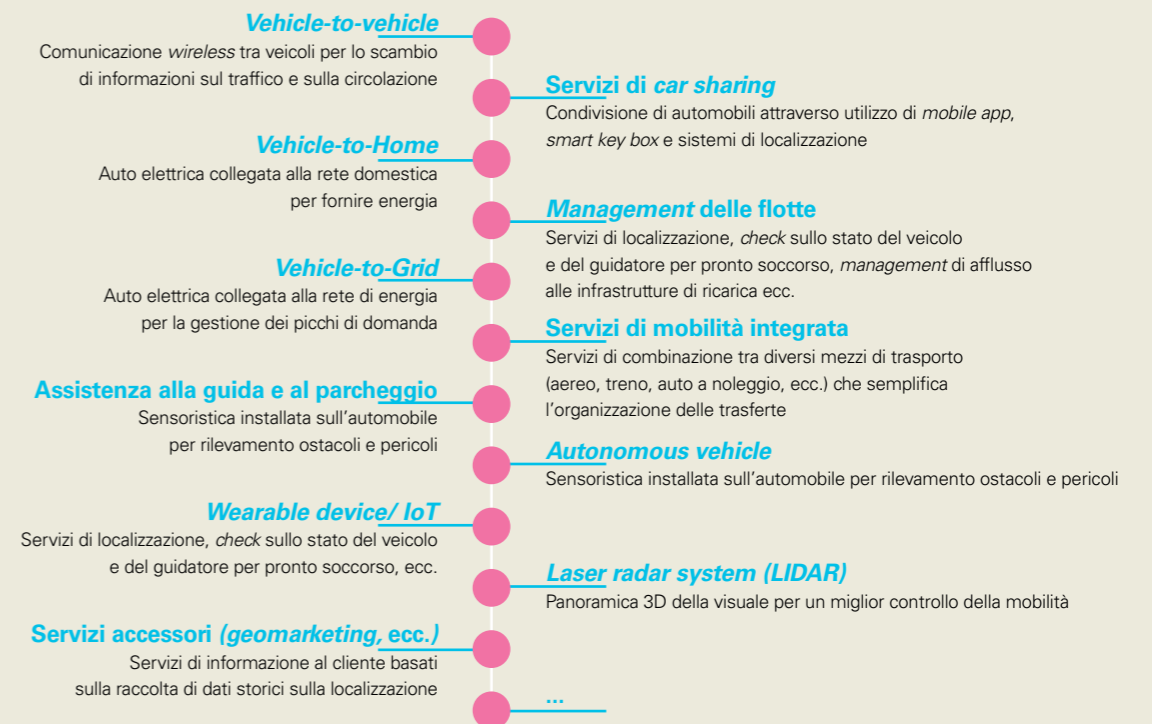 Vehicle-to-vehicle
Comunicazione wireless tra veicoli per lo scambio
di informazioni sul traffico e sulla circolazione
Servizi di car sharing
Condivisione di automobili attraverso utilizzo di mobile app,
smart key box e sistemi di localizzazione
Vehicle-to-Home
Auto elettrica collegata alla rete domestica
per fornire energia
Management delle flotte
Servizi di localizzazione, check sullo stato del veicolo
e del guidatore per pronto soccorso, management di afflusso
alle infrastrutture di ricarica ecc.
Vehicle-to-Grid
Auto elettrica collegata alla rete di energia
per la gestione dei picchi di domanda
Servizi di mobilità integrata
Servizi di combinazione tra diversi mezzi di trasporto
(aereo, treno, auto a noleggio, ecc.) che semplifica
l'organizzazione delle trasferte
Assistenza alla guida e al parcheggio
Sensoristica installata sull'automobile
per rilevamento ostacoli e pericoli
Autonomous vehicle
Sensoristica installata sull'automobile per rilevamento ostacoli e pericoli
Wearable device/ IoT
Servizi di localizzazione, check sullo stato del veicolo
e del guidatore per pronto soccorso, ecc.
Laser radar system (LIDAR)
Panoramica 3D della visuale per un miglior controllo della mobilità
Servizi accessori (geomarketing, ecc.)
Servizi di informazione al cliente basati
sulla raccolta di dati storici sulla localizzazione
...